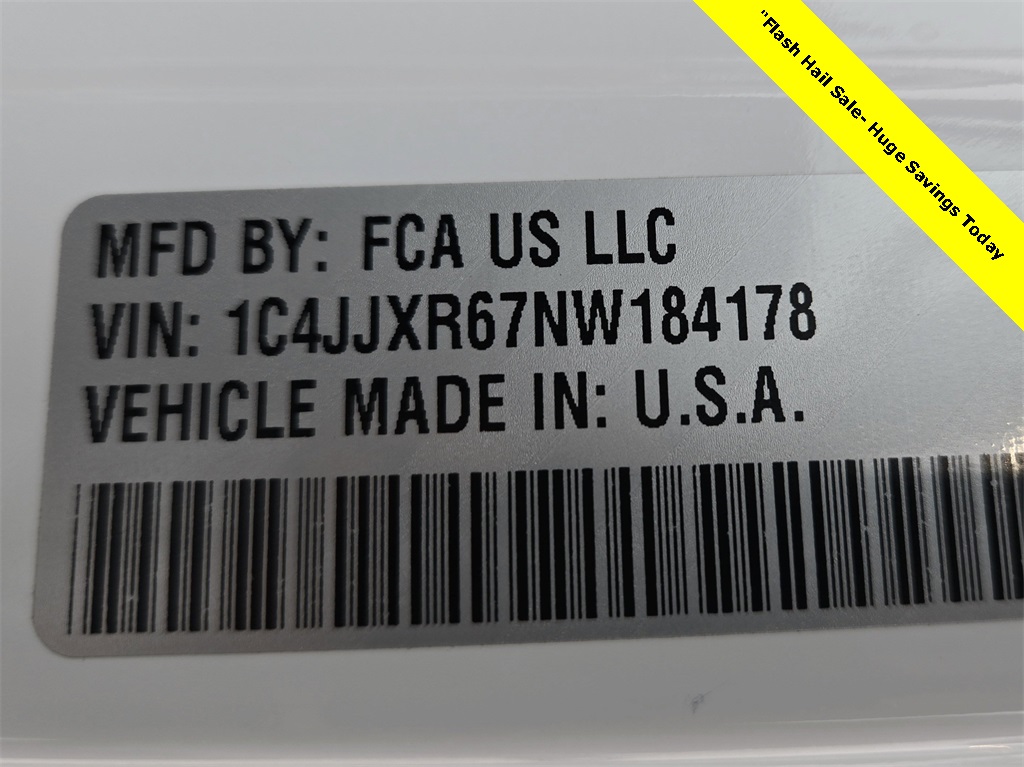 "Flash Hail Sale- Huge Savings Today
MFD BY: FCA US LLC
VIN: 1C4JJXR67NW184178
VEHICLE MADE IN: U.S.A.